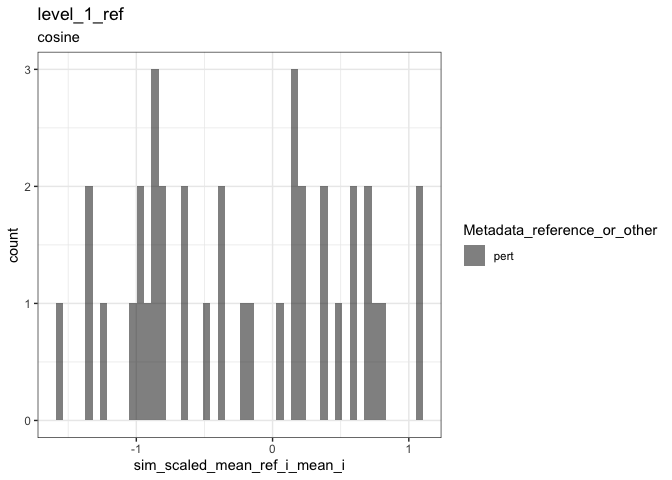 level_1_ref
cosine
3
2
1
0
count
-1
0
1
sim_scaled_mean_ref_i_mean_i
Metadata_reference_or_other
pert